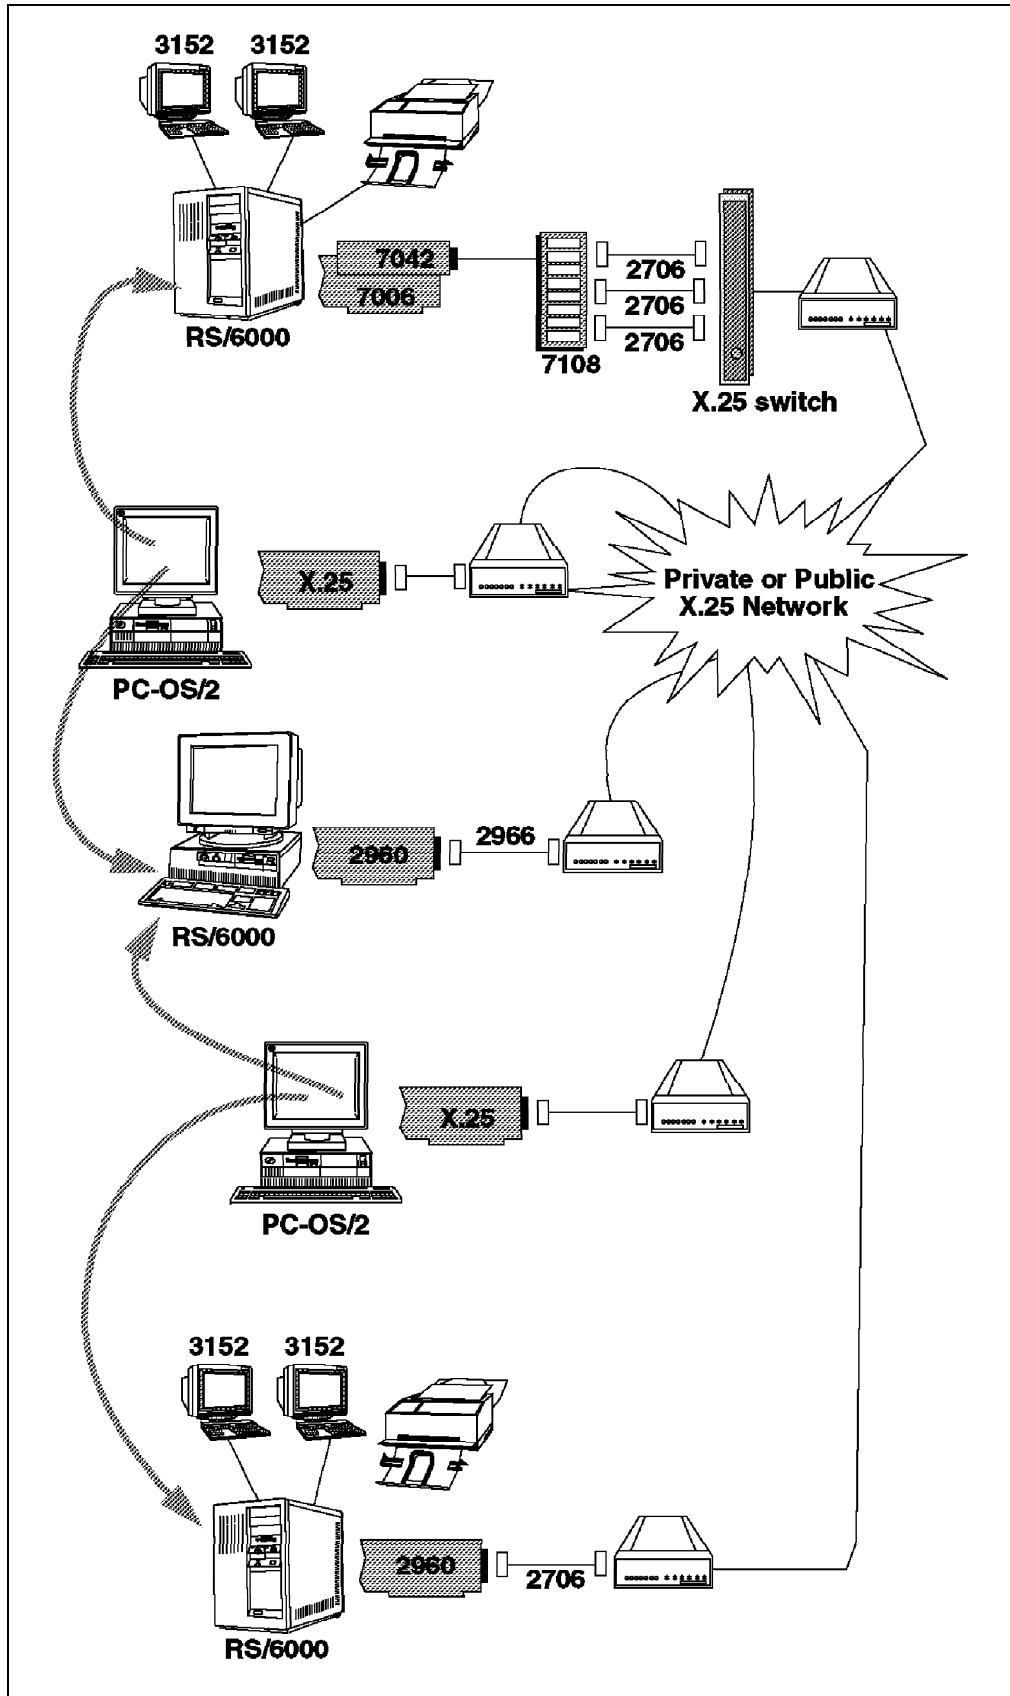 3152 3152
7042
7006
2706
2706
2706
RS/6000
7108
X.25 switch
X.25
Private or Public
X.25 Network
PC-OS/2
2960
2966
RS/6000
X.25
PC-OS/2
3152 3152
2960
2706
RS/6000